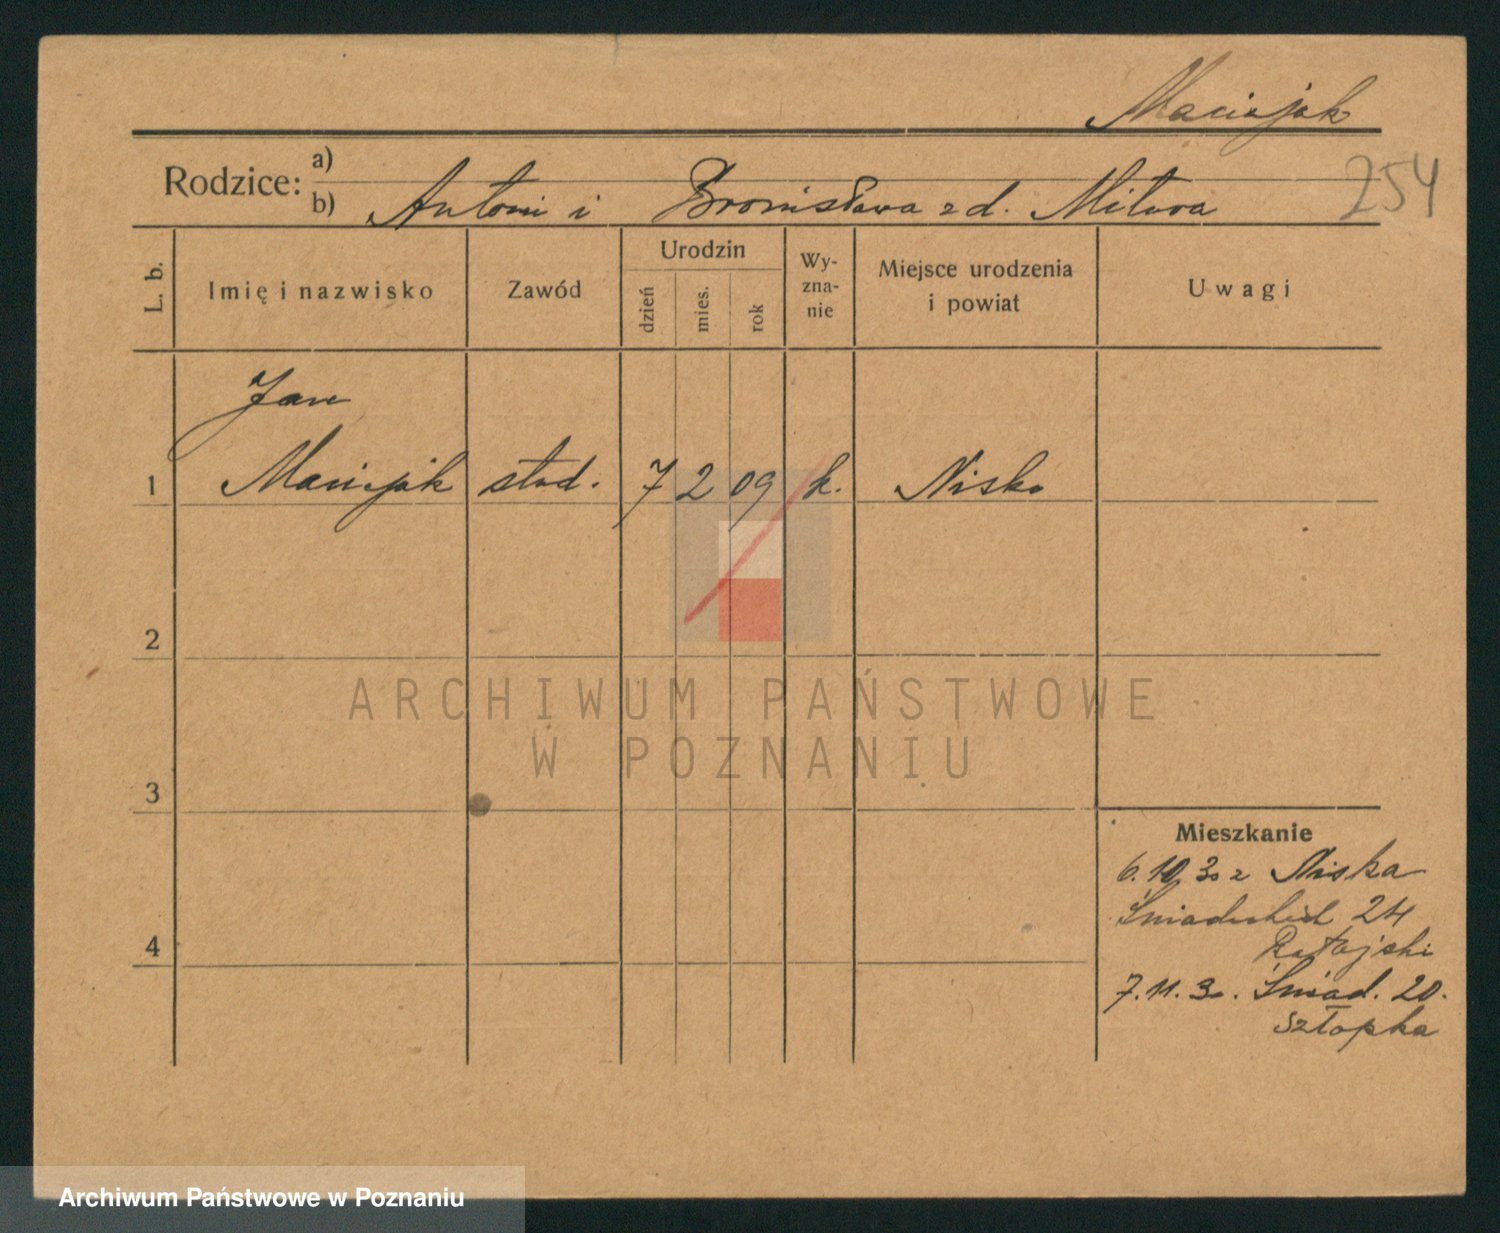 Maciejak
Rodzice: a)
b) Antoni i Bronisława z d. Mitura
254
L. b.
Imię i nazwisko
Zawód
Urodzin
dzień
mies.
rok
Wy-
zna-
nie
Miejsce urodzenia
i powiat
Uwagi
Jan
1 Maciejak stud. 7 2 09 k. Nisko
2
3
4
ARCHIWUM PAŃSTWOWE
W POZNANIU
Mieszkanie
6.10.30 z Niska
Śniadeckich 24
Ratajski
7.11.30. Śniad. 20.
Szłapka
Archiwum Państwowe w Poznaniu